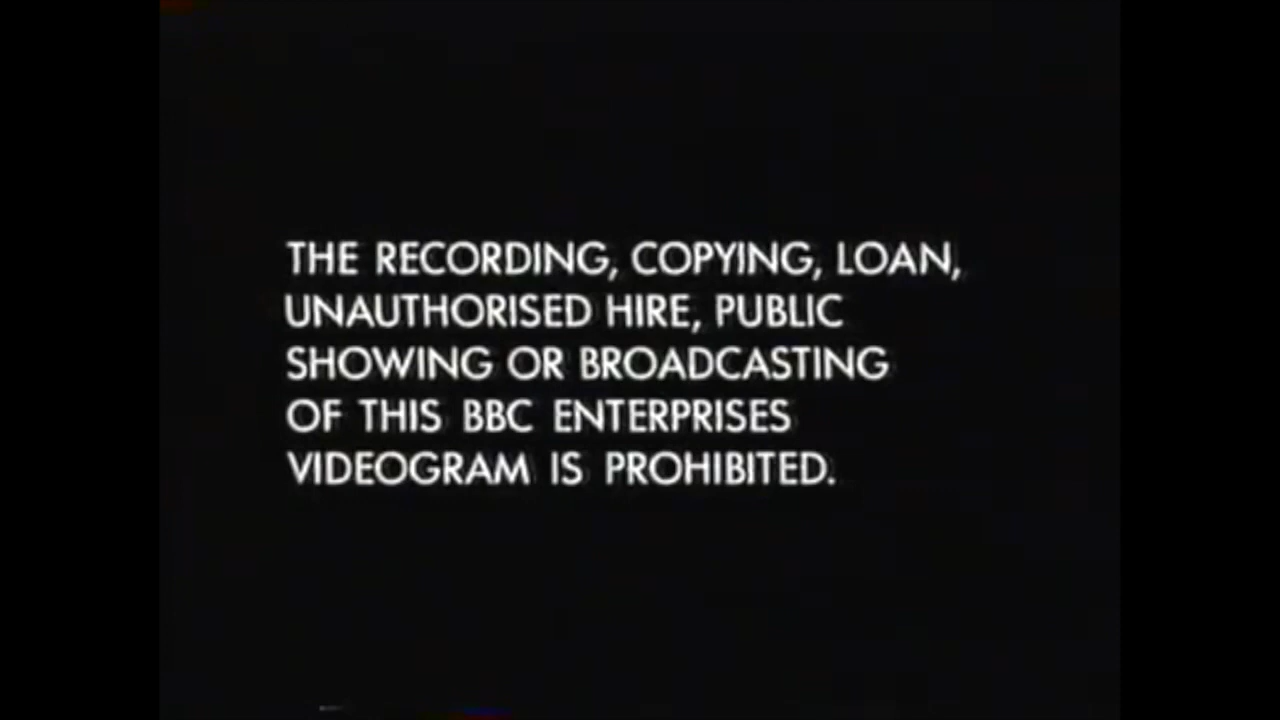 THE RECORDING, COPYING, LOAN,
UNAUTHORISED HIRE, PUBLIC
SHOWING OR BROADCASTING
OF THIS BBC ENTERPRISES
VIDEOGRAM IS PROHIBITED.